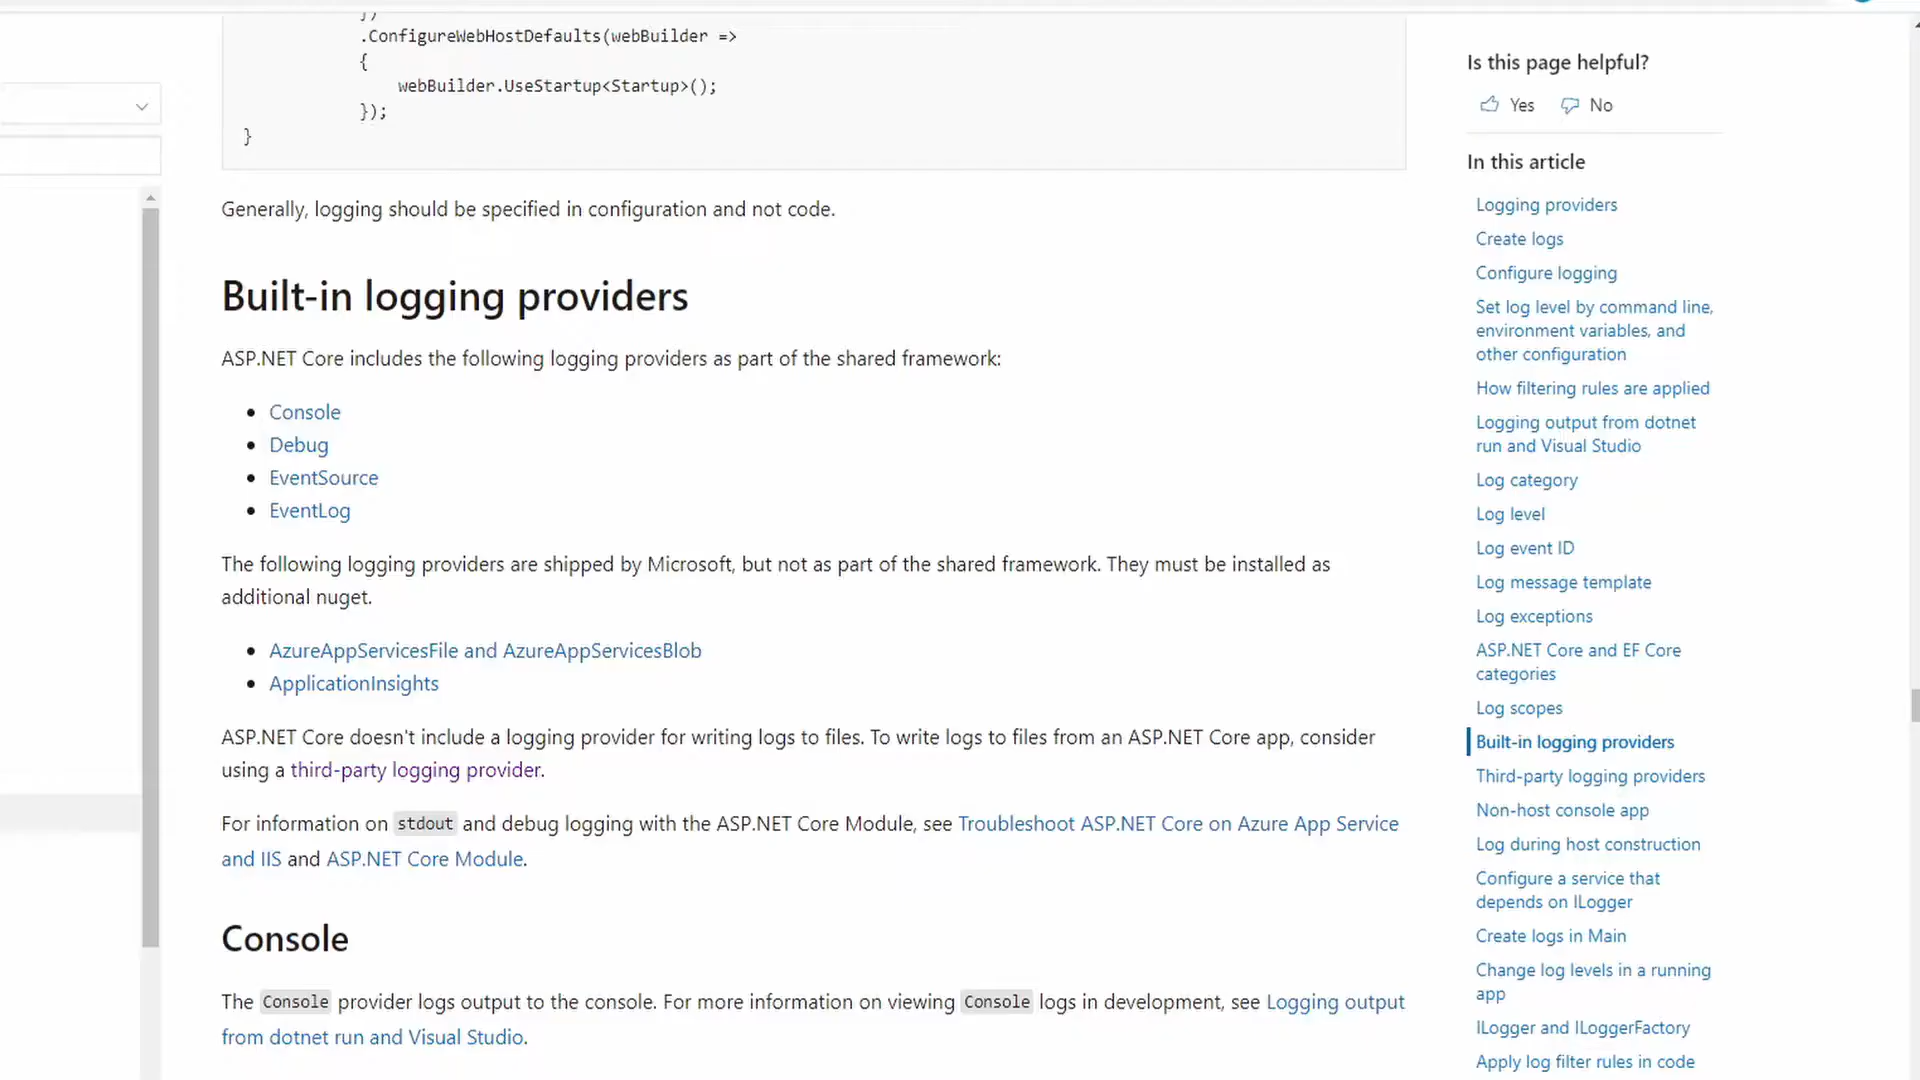 })
.ConfigureWebHostDefaults(webBuilder =>
{
webBuilder.UseStartup<Startup>();
});
}
Generally, logging should be specified in configuration and not code.
Built-in logging providers
ASP.NET Core includes the following logging providers as part of the shared framework:
• Console
• Debug
• EventSource
• EventLog
The following logging providers are shipped by Microsoft, but not as part of the shared framework. They must be installed as
additional nuget.
• AzureAppServicesFile and AzureAppServicesBlob
• ApplicationInsights
ASP.NET Core doesn't include a logging provider for writing logs to files. To write logs to files from an ASP.NET Core app, consider
using a third-party logging provider.
For information on stdout and debug logging with the ASP.NET Core Module, see Troubleshoot ASP.NET Core on Azure App Service
and IIS and ASP.NET Core Module.
Console
The Console provider logs output to the console. For more information on viewing Console logs in development, see Logging output
from dotnet run and Visual Studio.
Is this page helpful?
Yes No
In this article
Logging providers
Create logs
Configure logging
Set log level by command line,
environment variables, and
other configuration
How filtering rules are applied
Logging output from dotnet
run and Visual Studio
Log category
Log level
Log event ID
Log message template
Log exceptions
ASP.NET Core and EF Core
categories
Log scopes
Built-in logging providers
Third-party logging providers
Non-host console app
Log during host construction
Configure a service that
depends on ILogger
Create logs in Main
Change log levels in a running
app
ILogger and ILoggerFactory
Apply log filter rules in code